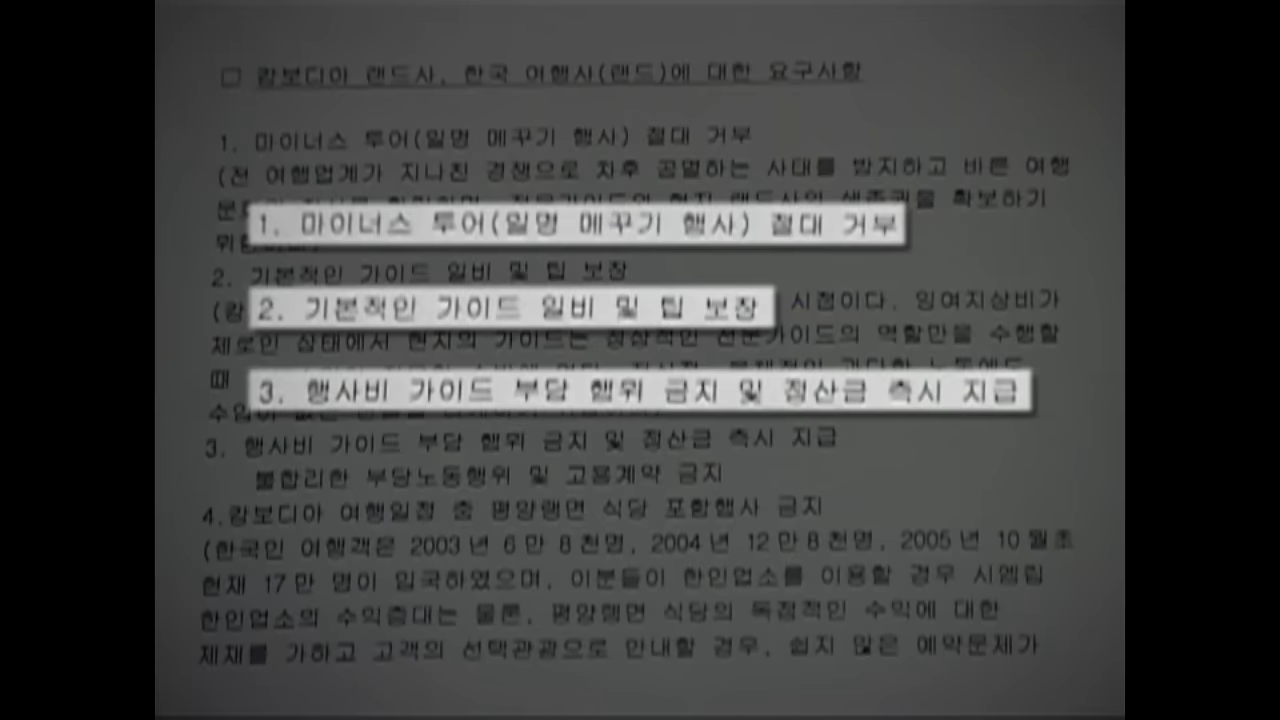 □ 캄보디아 랜드사, 한국 여행사(랜드)에 대한 요구사항
1. 마이너스 투어(일명 메꾸기 행사) 절대 거부
(전 여행업계가 지나친 경쟁으로 차후 공멸하는 사태를 방지하고 바른 여행
확보하기
1. 마이너스 투어(일명 메꾸기 행사) 절대 거부
2. 기본적인 가이드 일비 및 팁 보장
2. 기본적인 가이드 일비 및 팁 보장
시점이다. 잉여지상비가
제로인 상태에서 현지의 가이드는 정상적인 전문가이드의 역할만을 수행할
때
3. 행사비 가이드 부담 행위 금지 및 정산금 즉시 지급
3. 행사비 가이드 부담 행위 금지 및 정산금 즉시 지급
불합리한 부당노동행위 및 고용계약 금지
4.캄보디아 여행일정 중 평양랭면 식당 포함행사 금지
(한국인 여행객은 2003년 6만 8천명, 2004년 12만8천명, 2005년 10월초
현재 17만 명이 입국하였으며, 이분들이 한인업소를 이용할 경우 시엠립
한인업소의 수익증대는 물론, 평양랭면 식당의 독점적인 수익에 대한
제재를 가하고 고객의 선택관광으로 안내할 경우, 쉽지 않은 예약문제가